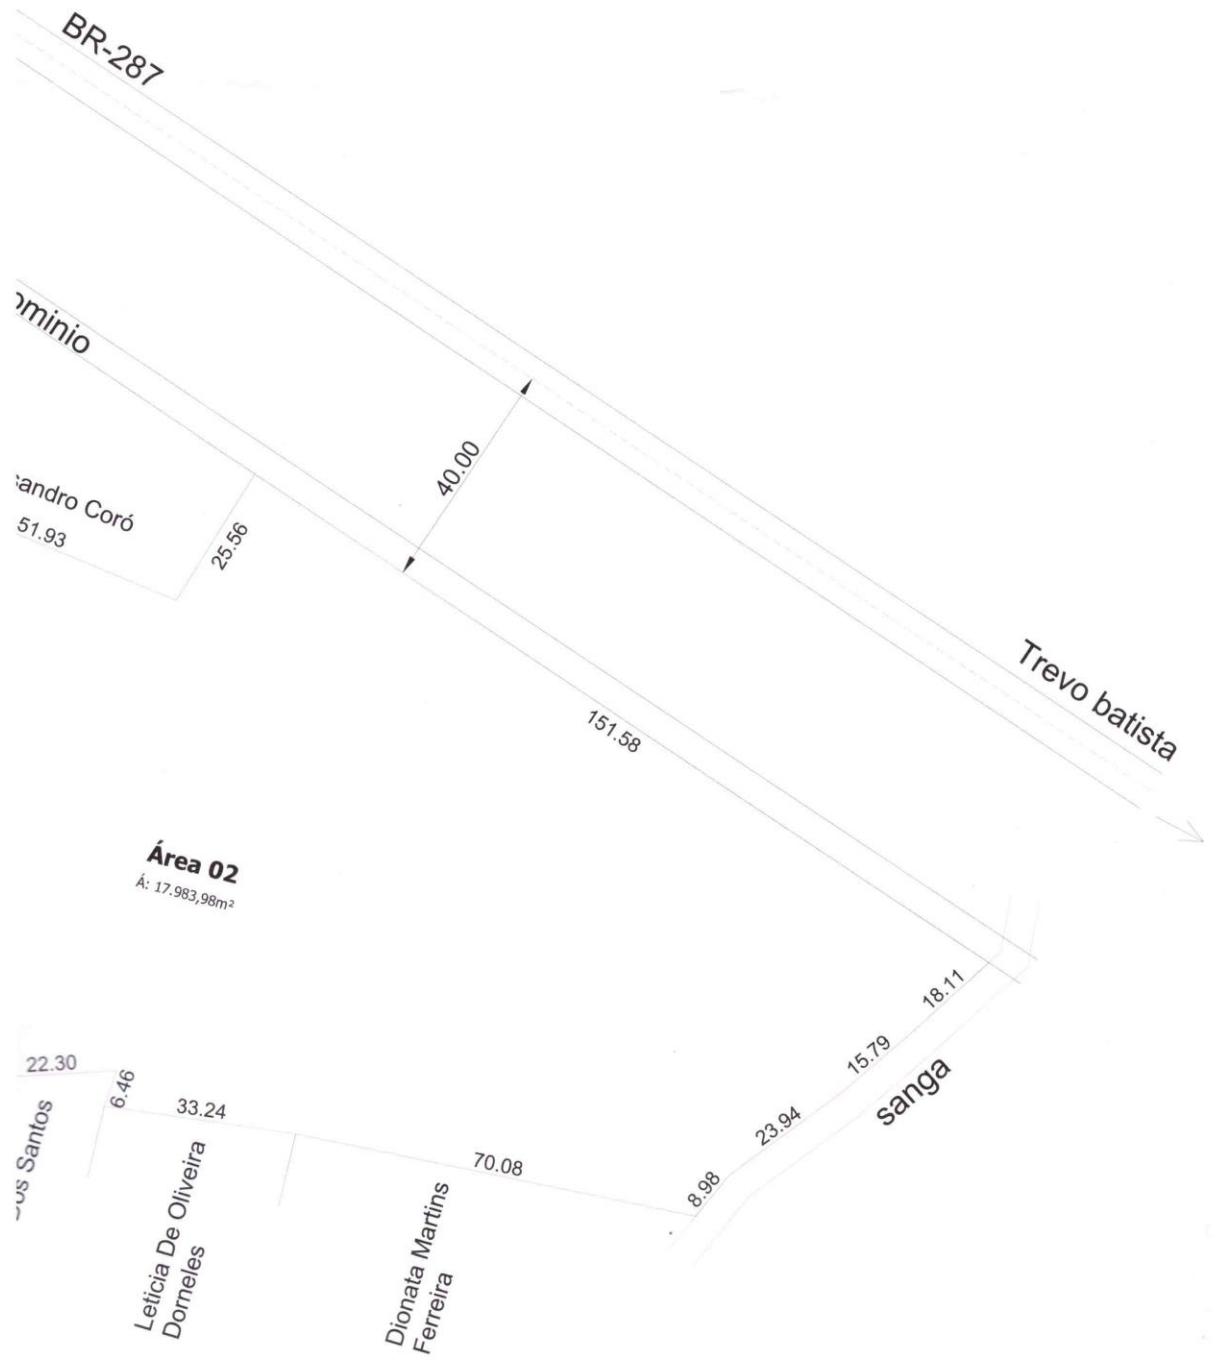 BR-287
ominio
40.00
sandro Coró
51.93
25.56
Trevo batista
151.58
Área 02
Á: 17.983,98m²
18.11
15.79
sanga
23.94
8.98
22.30
6.46
33.24
70.08
Santos
Leticia De Oliveira
Dorneles
Dionata Martins
Ferreira